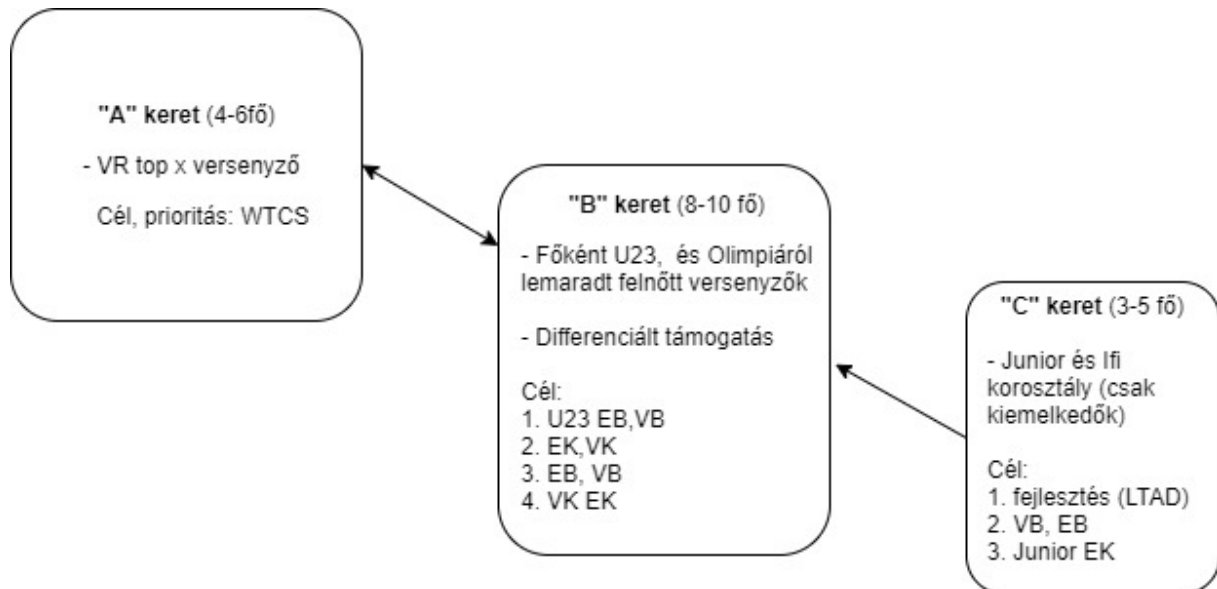 "A" keret (4-6fő)
- VR top x versenyző
Cél, prioritás: WTCS
"B" keret (8-10 fő)
- Főként U23,  és Olimpiáról
lemaradt felnőtt versenyzők
- Differenciált támogatás
Cél:
1. U23 EB,VB
2. EK,VK
3. EB, VB
4. VK EK
"C" keret (3-5 fő)
- Junior és Ifi
korosztály (csak
kiemelkedők)
Cél:
1. fejlesztés (LTAD)
2. VB, EB
3. Junior EK